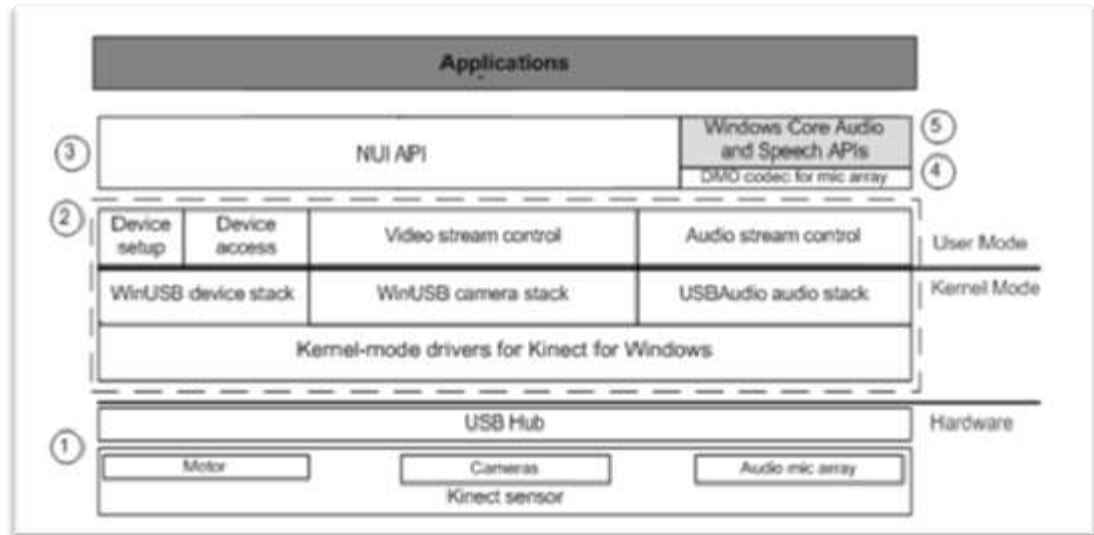 Applications
3
NUI API
Windows Core Audio
and Speech APIs
5
DMO codec for mic array
4
2
Device
setup
Device
access
Video stream control
Audio stream control
User Mode
WinUSB device stack
WinUSB camera stack
USBAudio audio stack
Kernel Mode
Kernel-mode drivers for Kinect for Windows
USB Hub
Hardware
1
Motor
Cameras
Audio mic array
Kinect sensor